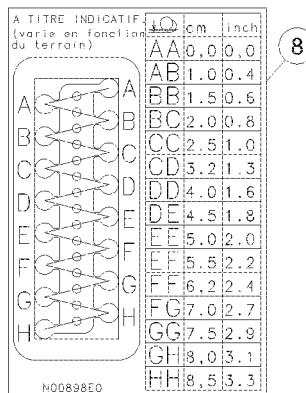 A TITRE INDICATIF
(varie en fonction
du terrain)
cm inch
AA 0,0 0,0
AB 1.0 0.4
BB 1.5 0.6
BC 2.0 0.8
CC 2.5 1.0
CD 3.2 1.3
DD 4.0 1.6
DE 4.5 1.8
EE 5.0 2.0
EF 5.5 2.2
FF 6.2 2.4
FG 7.0 2.7
GG 7.5 2.9
GH 8,0 3.1
HH 8,5 3.3
8
A
A
B
B
C
C
D
D
E
E
F
F
G
G
H
H
N00898E0